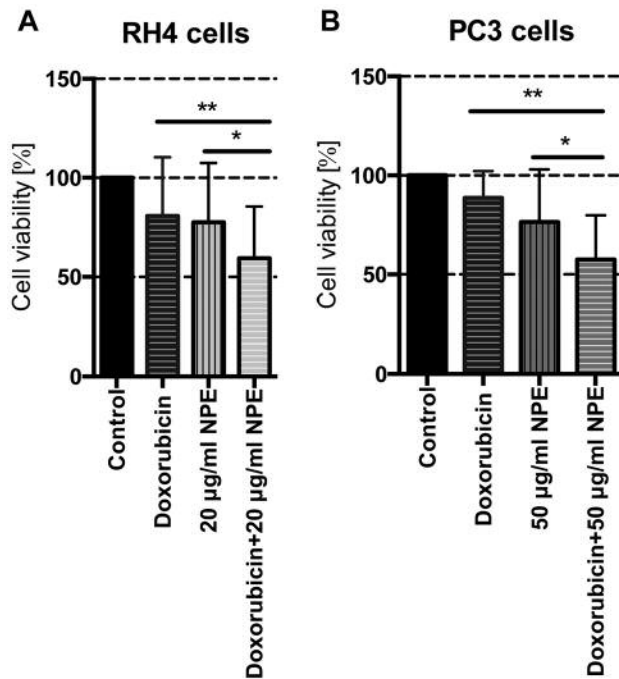 A
RH4 cells
Cell viability [%]
150
100
50
0
**
*
Control
Doxorubicin
20 µg/ml NPE
Doxorubicin+20 µg/ml NPE
B
PC3 cells
Cell viability [%]
150
100
50
0
**
*
Control
Doxorubicin
50 µg/ml NPE
Doxorubicin+50 µg/ml NPE